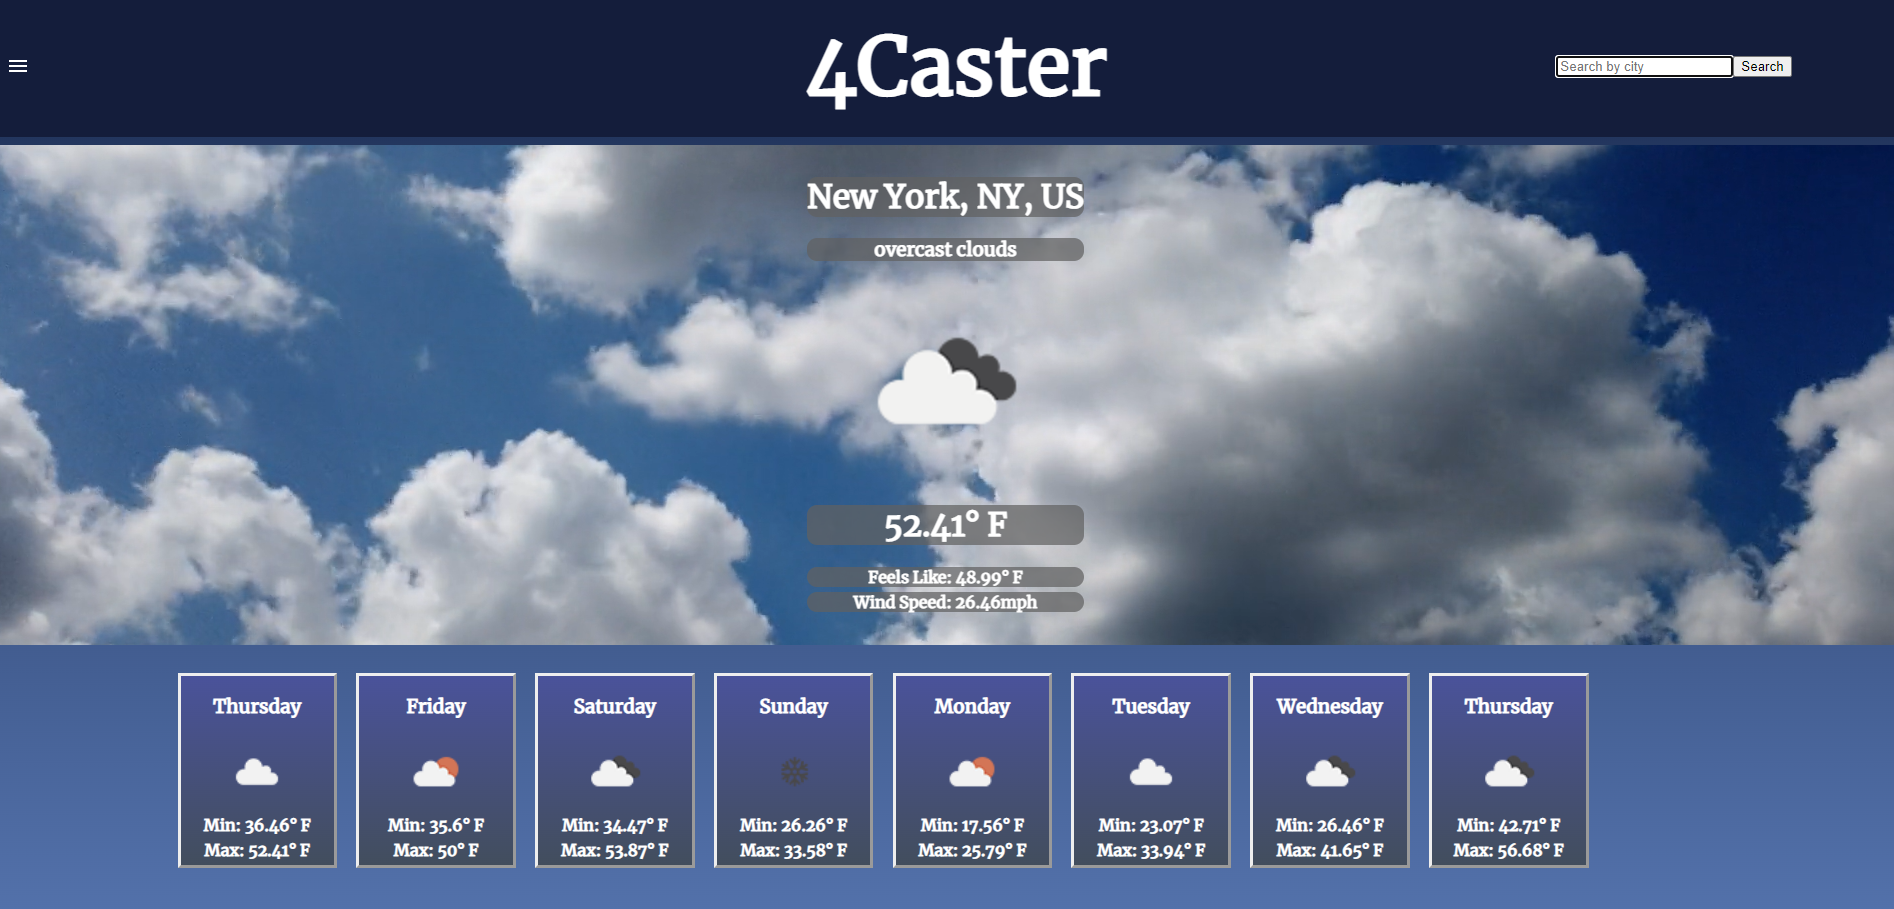 4Caster
Search by city
Search
New York, NY, US
overcast clouds
52.41° F
Feels Like: 48.99° F
Wind Speed: 26.46mph
Thursday
Min: 36.46° F
Max: 52.41° F
Friday
Min: 35.6° F
Max: 50° F
Saturday
Min: 34.47° F
Max: 53.87° F
Sunday
Min: 26.26° F
Max: 33.58° F
Monday
Min: 17.56° F
Max: 25.79° F
Tuesday
Min: 23.07° F
Max: 33.94° F
Wednesday
Min: 26.46° F
Max: 41.65° F
Thursday
Min: 42.71° F
Max: 56.68° F